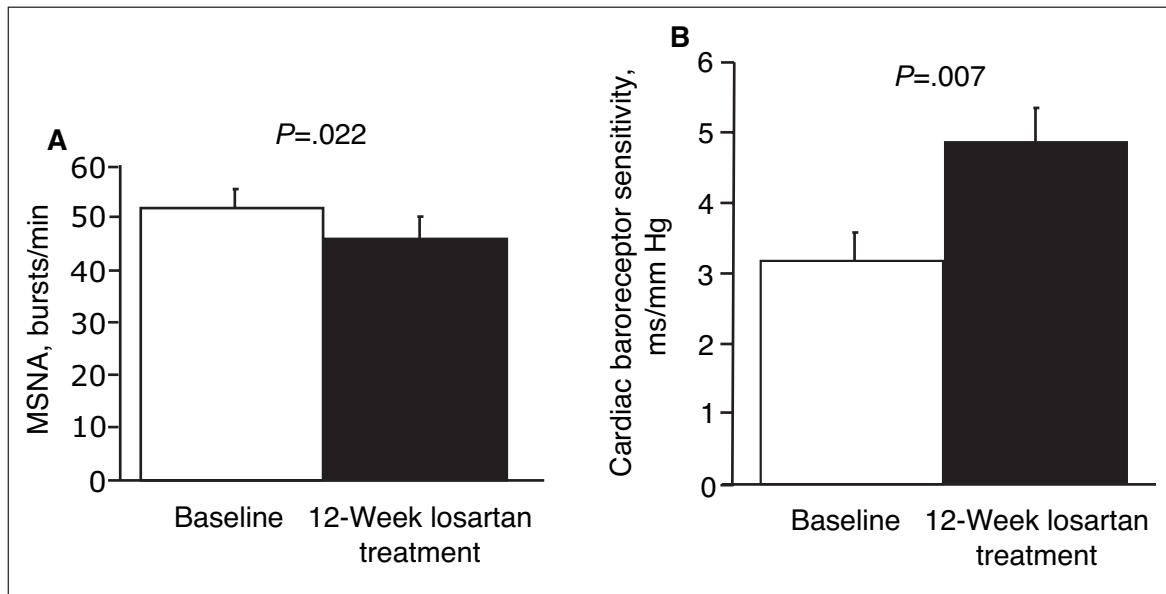 A
P=.022
MSNA, bursts/min
60
50
40
30
20
10
0
Baseline
12-Week losartan
treatment
B
P=.007
Cardiac baroreceptor sensitivity,
ms/mm Hg
6
5
4
3
2
1
0
Baseline
12-Week losartan
treatment